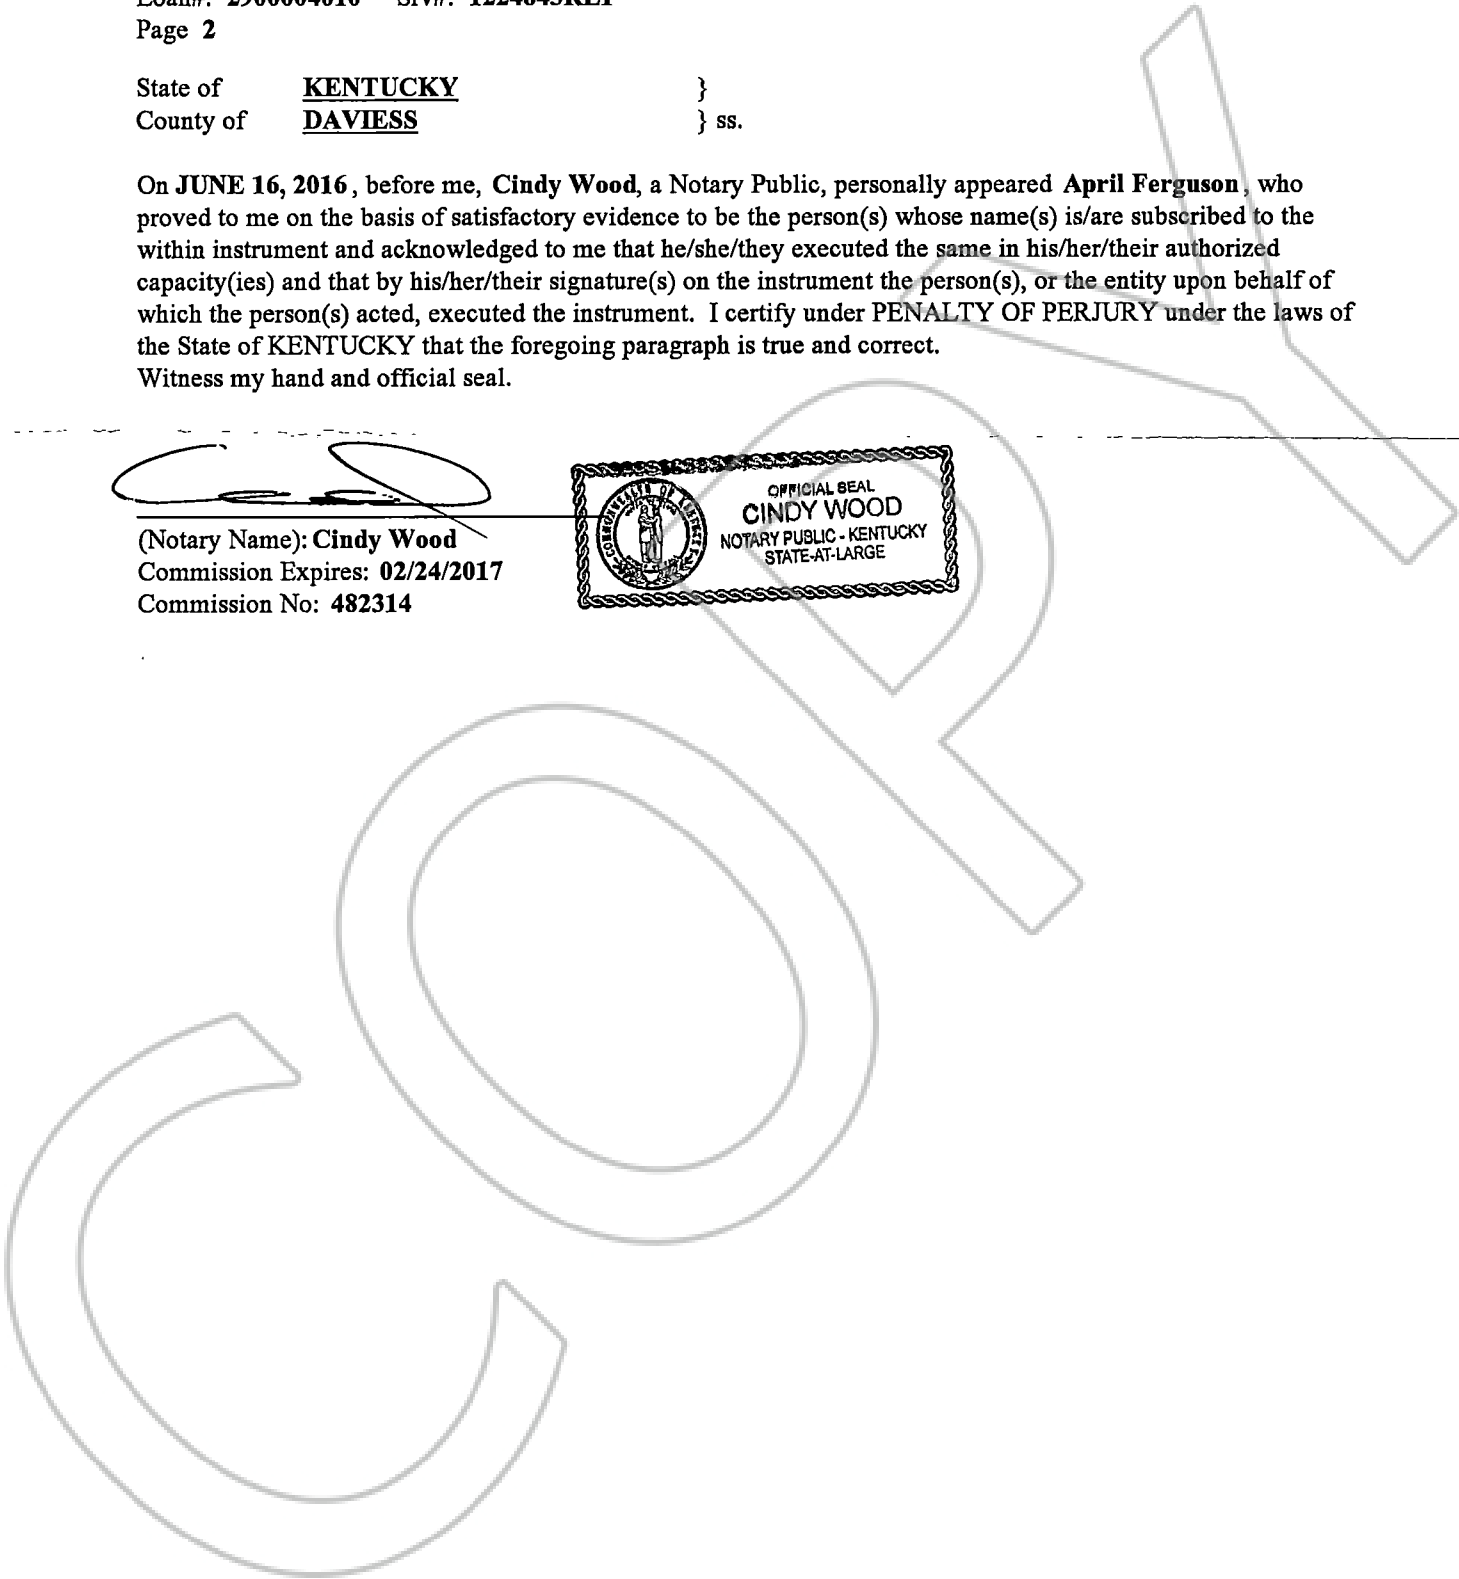 Page 2
State of KENTUCKY }
County of DAVIESS } ss.
On JUNE 16, 2016, before me, Cindy Wood, a Notary Public, personally appeared April Ferguson, who
proved to me on the basis of satisfactory evidence to be the person(s) whose name(s) is/are subscribed to the
within instrument and acknowledged to me that he/she/they executed the same in his/her/their authorized
capacity(ies) and that by his/her/their signature(s) on the instrument the person(s), or the entity upon behalf of
which the person(s) acted, executed the instrument. I certify under PENALTY OF PERJURY under the laws of
the State of KENTUCKY that the foregoing paragraph is true and correct.
Witness my hand and official seal.
OFFICIAL SEAL
CINDY WOOD
NOTARY PUBLIC - KENTUCKY
STATE-AT-LARGE
COMMONWEALTH OF KENTUCKY
(Notary Name): Cindy Wood
Commission Expires: 02/24/2017
Commission No: 482314
COPY